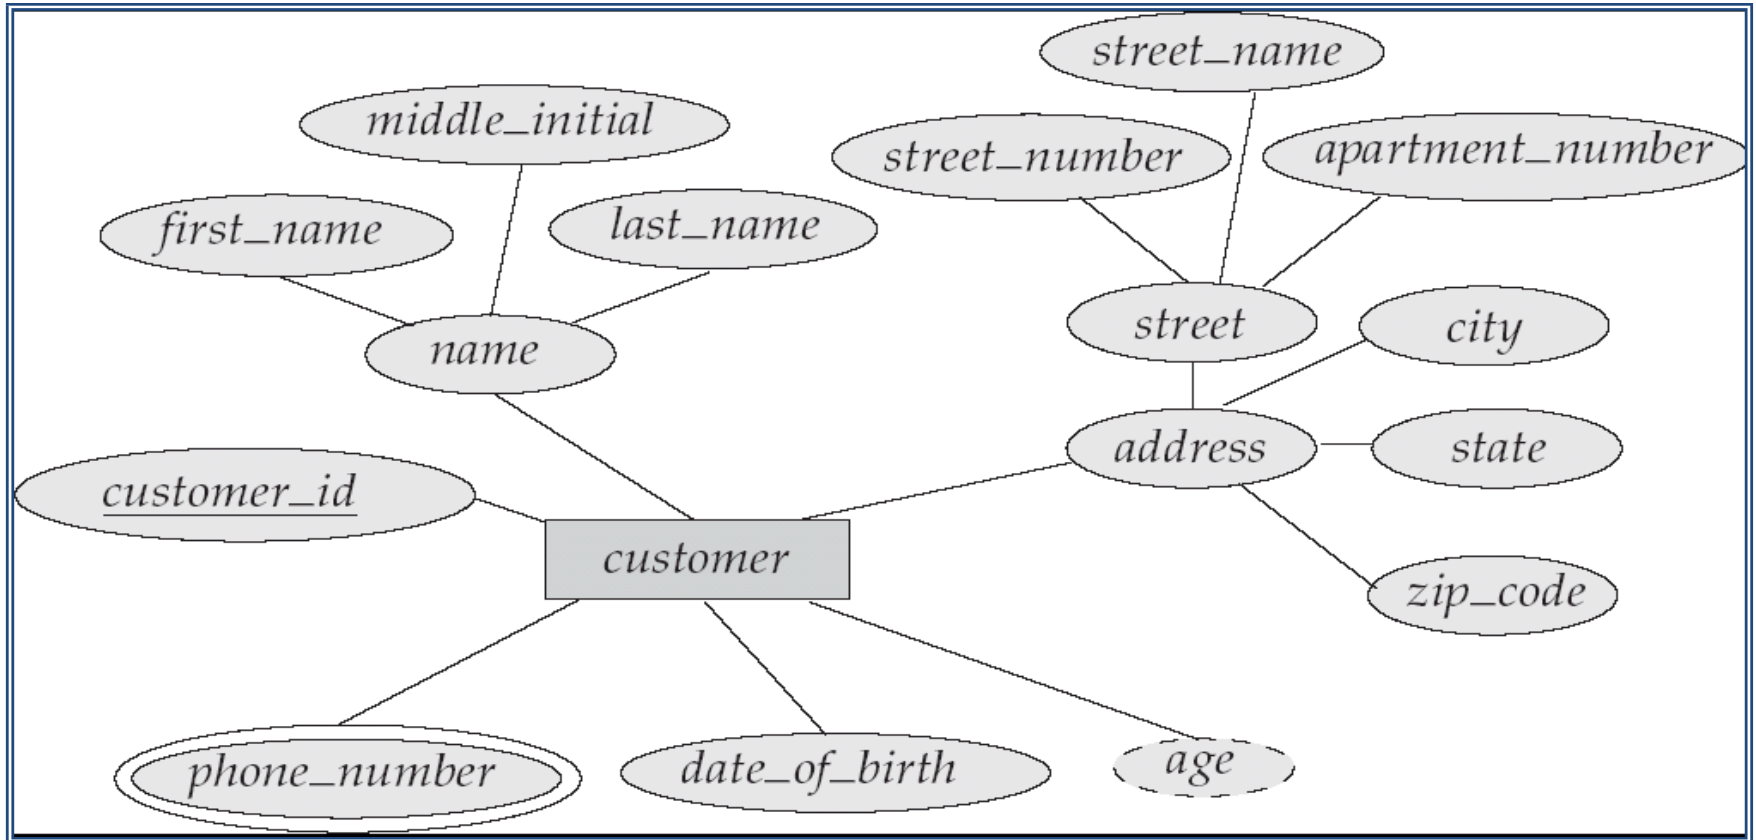 street_name
middle_initial
street_number
apartment_number
first_name
last_name
street
city
name
address
state
customer_id
customer
zip_code
phone_number
date_of_birth
age